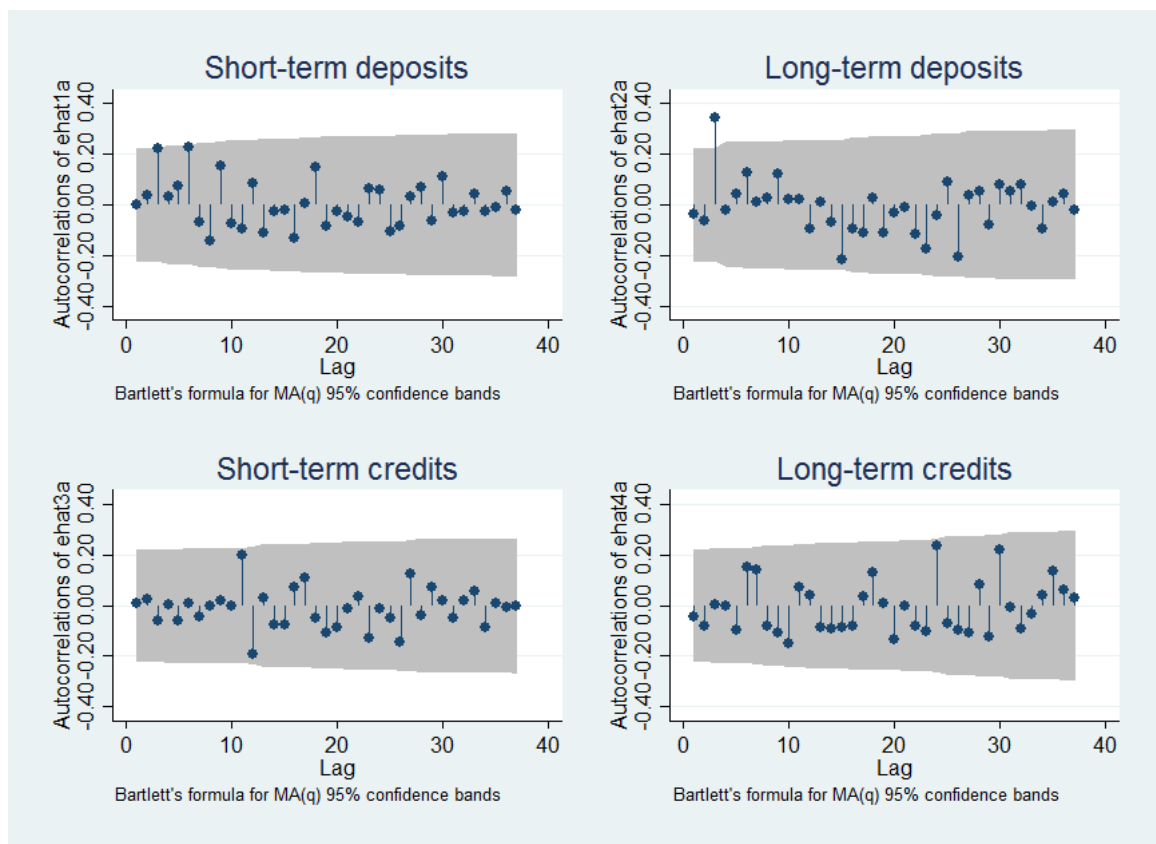 Short-term deposits
Autocorrelations of ehat1a
0.40
0.20
0.00
-0.20
-0.40
0 10 20 30 40
Lag
Bartlett's formula for MA(q) 95% confidence bands
Long-term deposits
Autocorrelations of ehat2a
0.40
0.20
0.00
-0.20
-0.40
0 10 20 30 40
Lag
Bartlett's formula for MA(q) 95% confidence bands
Short-term credits
Autocorrelations of ehat3a
0.40
0.20
0.00
-0.20
-0.40
0 10 20 30 40
Lag
Bartlett's formula for MA(q) 95% confidence bands
Long-term credits
Autocorrelations of ehat4a
0.40
0.20
0.00
-0.20
-0.40
0 10 20 30 40
Lag
Bartlett's formula for MA(q) 95% confidence bands